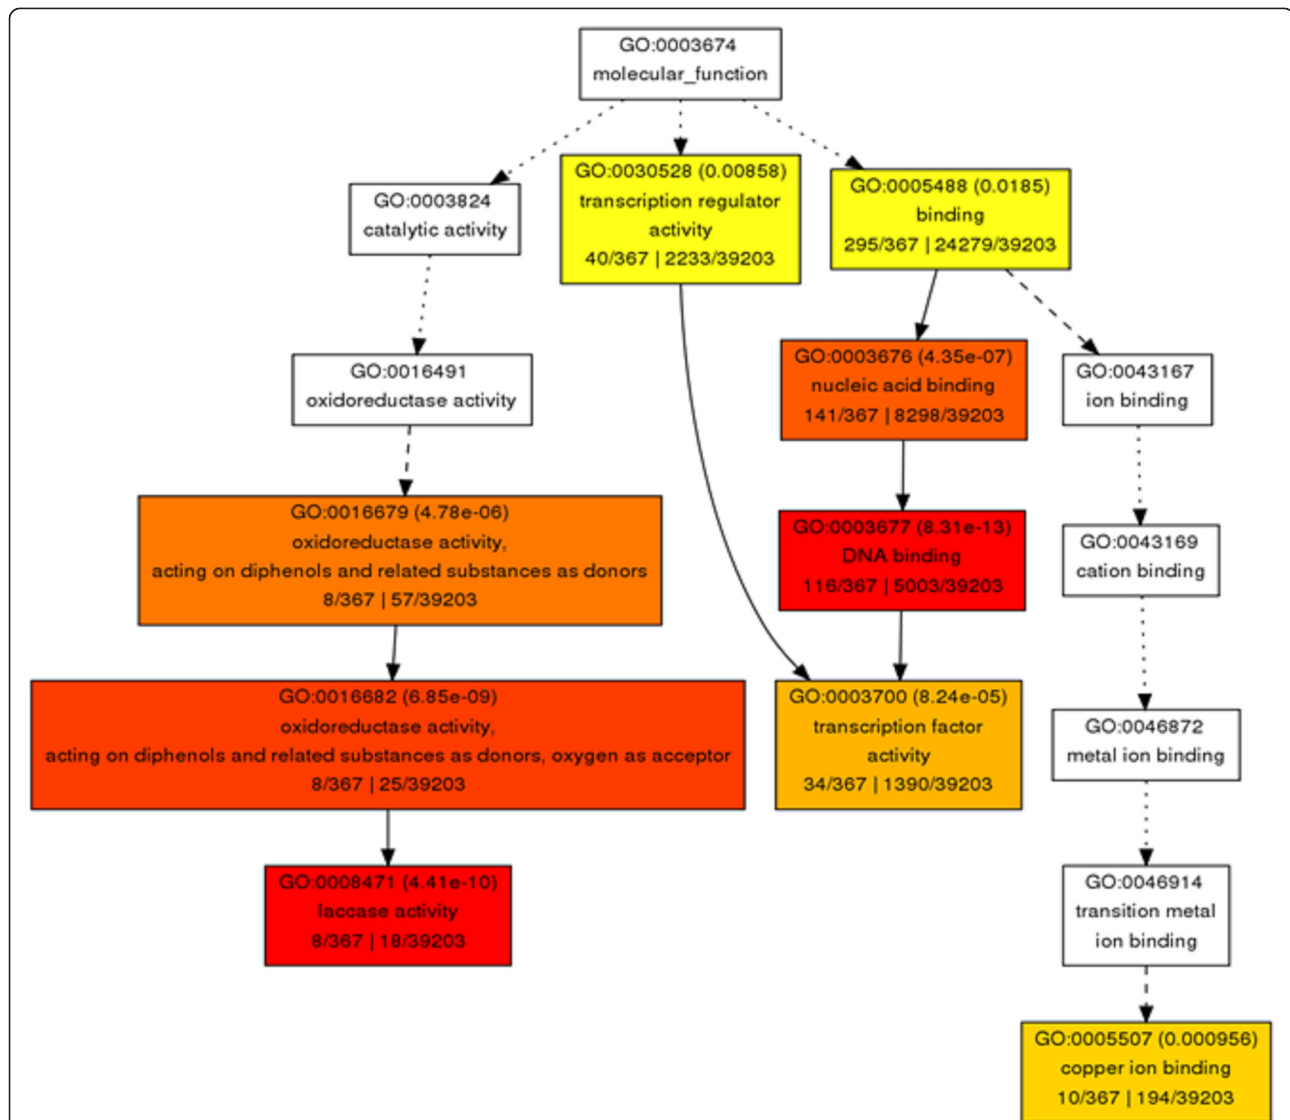 GO:0003674
molecular_function
GO:0003824
catalytic activity
GO:0030528 (0.00858)
transcription regulator
activity
40/367 | 2233/39203
GO:0005488 (0.0185)
binding
295/367 | 24279/39203
GO:0016491
oxidoreductase activity
GO:0003676 (4.35e-07)
nucleic acid binding
141/367 | 8298/39203
GO:0043167
ion binding
GO:0016679 (4.78e-06)
oxidoreductase activity,
acting on diphenols and related substances as donors
8/367 | 57/39203
GO:0003677 (8.31e-13)
DNA binding
116/367 | 5003/39203
GO:0043169
cation binding
GO:0016682 (6.85e-09)
oxidoreductase activity,
acting on diphenols and related substances as donors, oxygen as acceptor
8/367 | 25/39203
GO:0003700 (8.24e-05)
transcription factor
activity
34/367 | 1390/39203
GO:0046872
metal ion binding
GO:0008471 (4.41e-10)
laccase activity
8/367 | 18/39203
GO:0046914
transition metal
ion binding
GO:0005507 (0.000956)
copper ion binding
10/367 | 194/39203